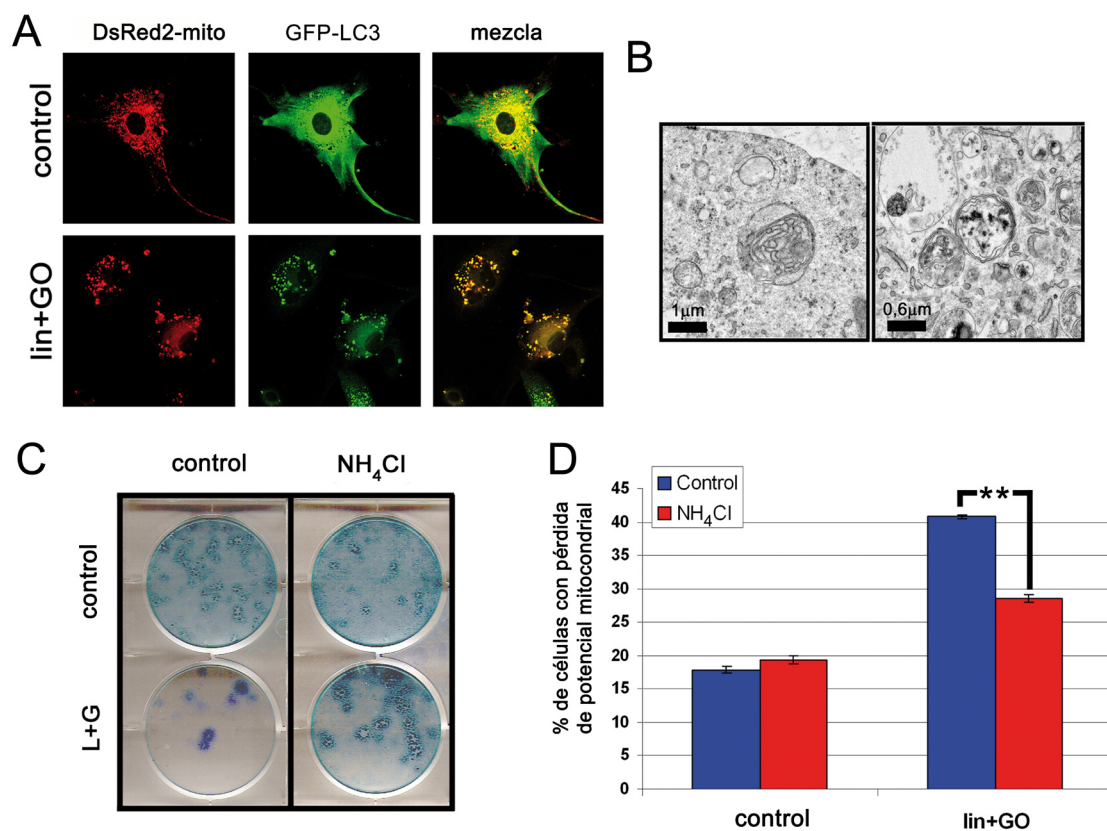 A
DsRed2-mito GFP-LC3 mezcla
control
lin+GO
B
1µm
0,6µm
C
control NH₄Cl
control
L+G
D
% de células con pérdida
de potencial mitocondrial
45
40
35
30
25
20
15
10
5
0
Control
NH₄Cl
**
control
lin+GO